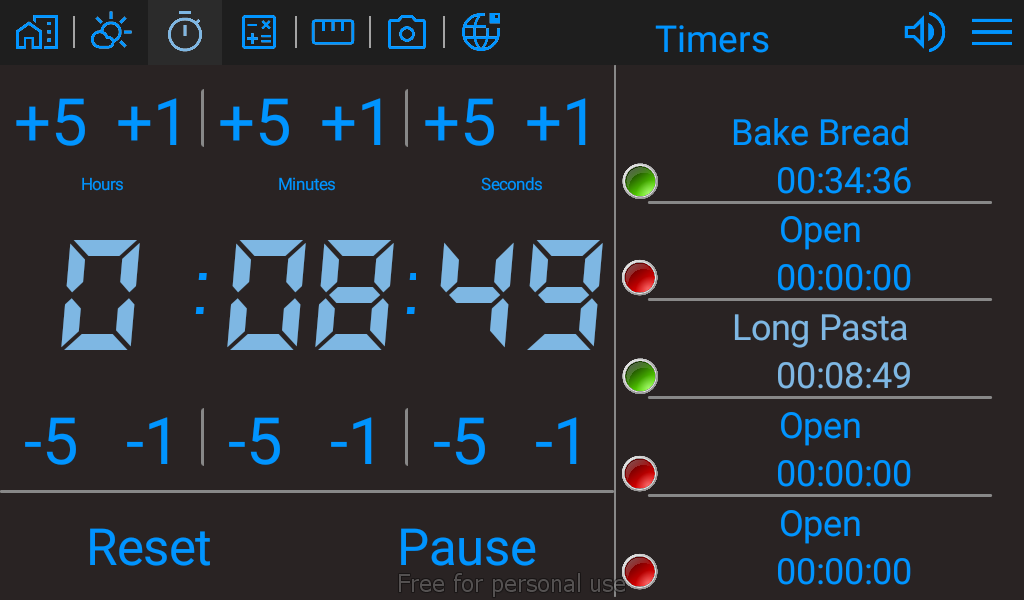 Timers
+5 +1 +5 +1 +5 +1
Hours Minutes Seconds
0 : 08 : 49
-5 -1 -5 -1 -5 -1
Reset Pause
Bake Bread
00:34:36
Open
00:00:00
Long Pasta
00:08:49
Open
00:00:00
Open
00:00:00
Free for personal use